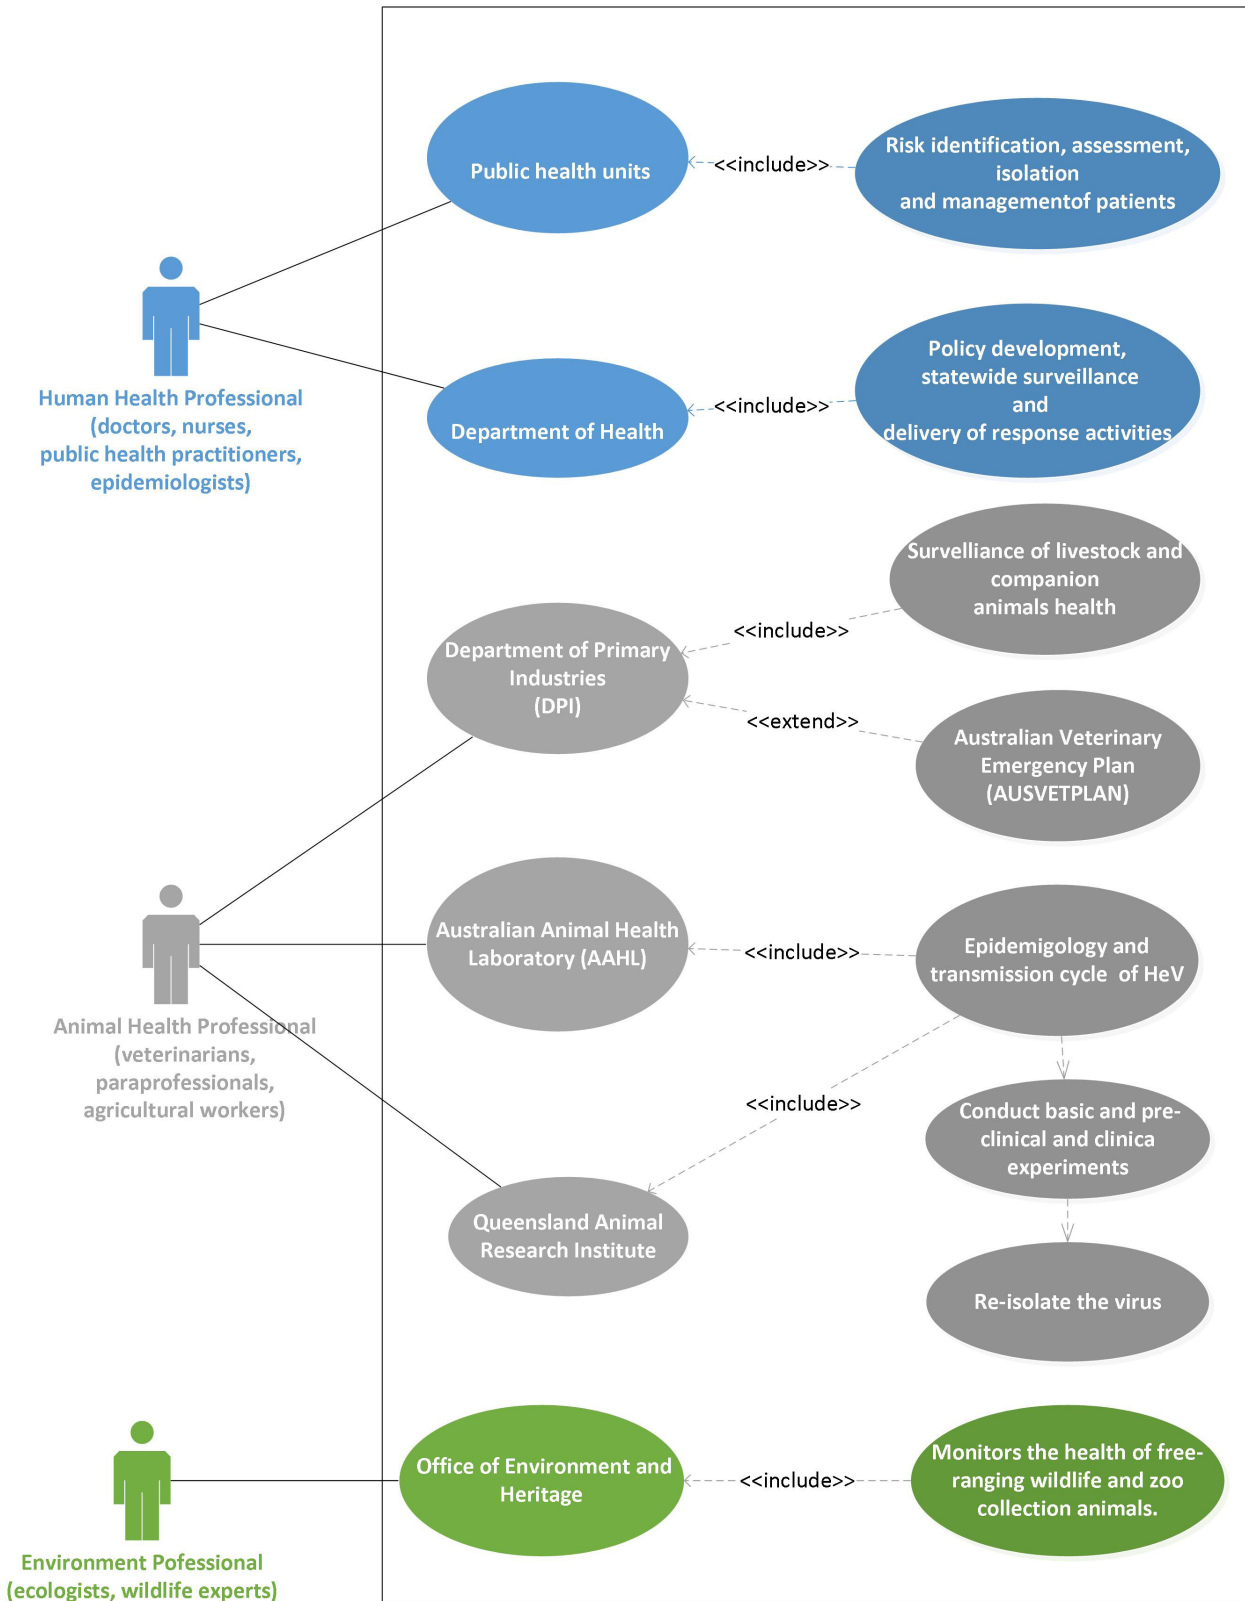 Public health units
<<include>>
Risk identification, assessment,
isolation
and managementof patients
Human Health Professional
(doctors, nurses,
public health practitioners,
epidemiologists)
Department of Health
<<include>>
Policy development,
statewide surveillance
and
delivery of response activities
Survelliance of livestock and
companion
animals health
<<include>>
Department of Primary
Industries
(DPI)
<<extend>>
Australian Veterinary
Emergency Plan
(AUSVETPLAN)
Animal Health Professional
(veterinarians,
paraprofessionals,
agricultural workers)
Australian Animal Health
Laboratory (AAHL)
<<include>>
Epidemigology and
transmission cycle of HeV
<<include>>
Conduct basic and pre-
clinical and clinica
experiments
Queensland Animal
Research Institute
Re-isolate the virus
Environment Pofessional
(ecologists, wildlife experts)
Office of Environment and
Heritage
<<include>>
Monitors the health of free-
ranging wildlife and zoo
collection animals.